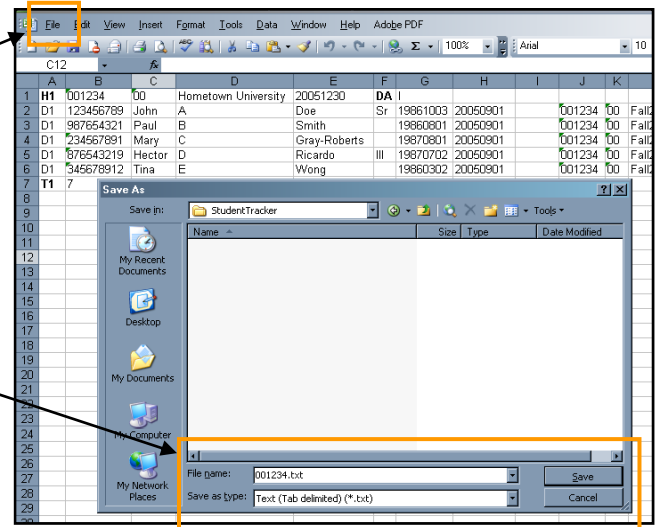 File Edit View Insert Format Tools Data Window Help Adobe PDF
Σ 100% Arial 10
C12 fx
A B C D E F G H I J K
1 H1 001234 00 Hometown University 20051230 DA I
2 D1 123456789 John A Doe Sr 19861003 20050901 001234 00
3 D1 987654321 Paul B Smith 19860801 20050901 001234 00
4 D1 234567891 Mary C Gray-Roberts 19870801 20050901 001234 00
5 D1 876543219 Hector D Ricardo III 19870702 20050901 001234 00
6 D1 345678912 Tina E Wong 19860302 20050901 001234 00
7 T1 7
Save As
8
9 Save in: StudentTracker Tools
10 Name Size Type Date Modified
11
12 My Recent
13 Documents
14
15
16 Desktop
17
18
19
20 My Documents
21
22
23
24 My Computer
25
26
27 File name: 001234.txt Save
My Network
28 Places Save as type: Text (Tab delimited) (*.txt) Cancel
29